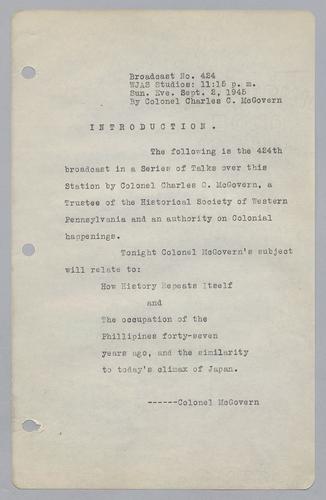 Broadcast No. 424
WJAS Studios: 11:15 p. m.
Sun. Eve. Sept. 2, 1945
By Colonel Charles C. McGovern
INTRODUCTION.
The following is the 424th
broadcast in a Series of Talks over this
Station by Colonel Charles C. McGovern, a
Trustee of the Historical Society of Western
Pennsylvania and an authority on Colonial
happenings.
Tonight Colonel McGovern's subject
will relate to:
How History Repeats Itself
and
The occupation of the
Phillipines forty-seven
years ago, and the similarity
to today's climax of Japan.
------Colonel McGovern